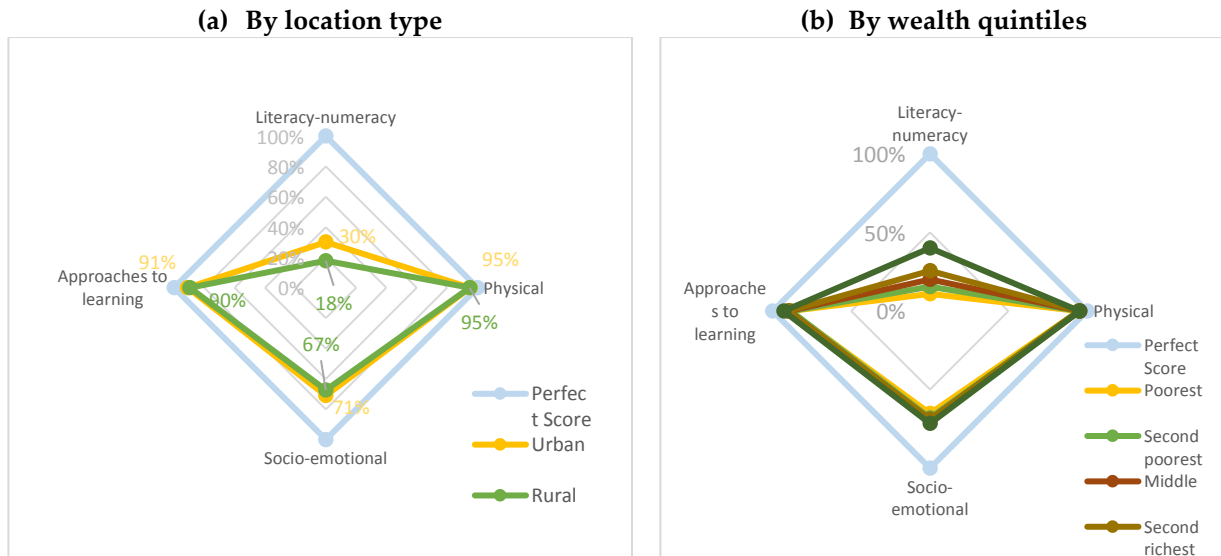 (a) By location type
Literacy-numeracy
100%
80%
60%
40%
20%
0%
30%
18%
91%
Approaches to
learning
90%
95%
Physical
95%
67%
71%
Socio-emotional
Perfec
t Score
Urban
Rural
(b) By wealth quintiles
Literacy-
numeracy
100%
50%
0%
Approache
s to
learning
Physical
Socio-
emotional
Perfect
Score
Poorest
Second
poorest
Middle
Second
richest